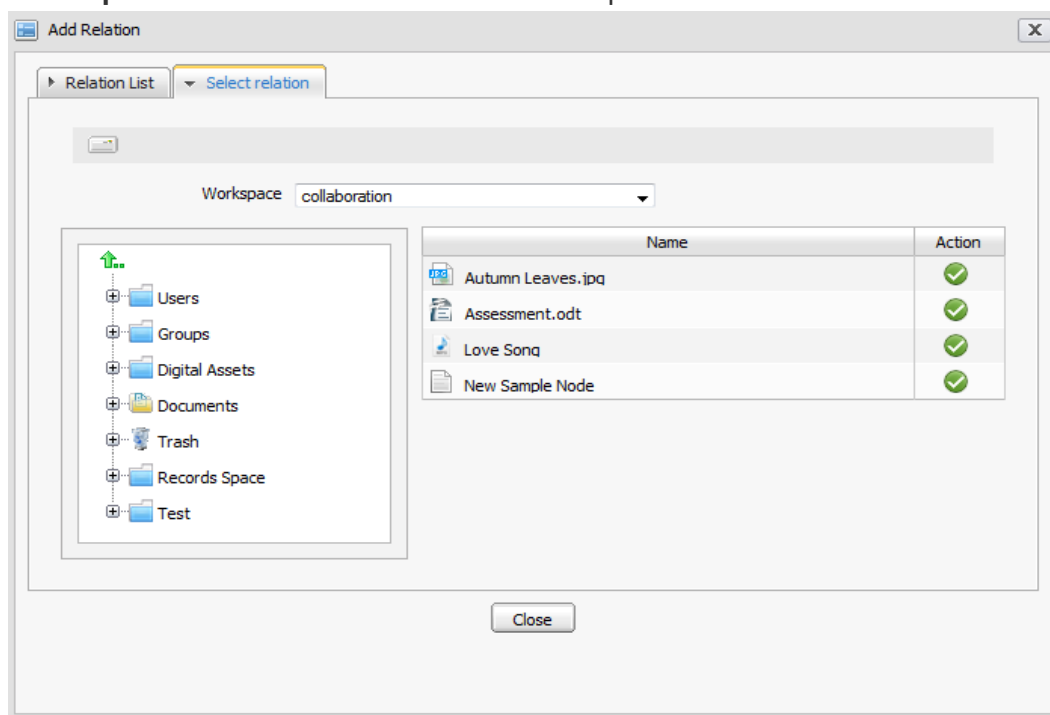 Add Relation
X
Relation List
Select relation
Workspace collaboration
Name Action
Users
Groups
Digital Assets
Documents
Trash
Records Space
Test
Autumn Leaves.jpg
Assessment.odt
Love Song
New Sample Node
Close